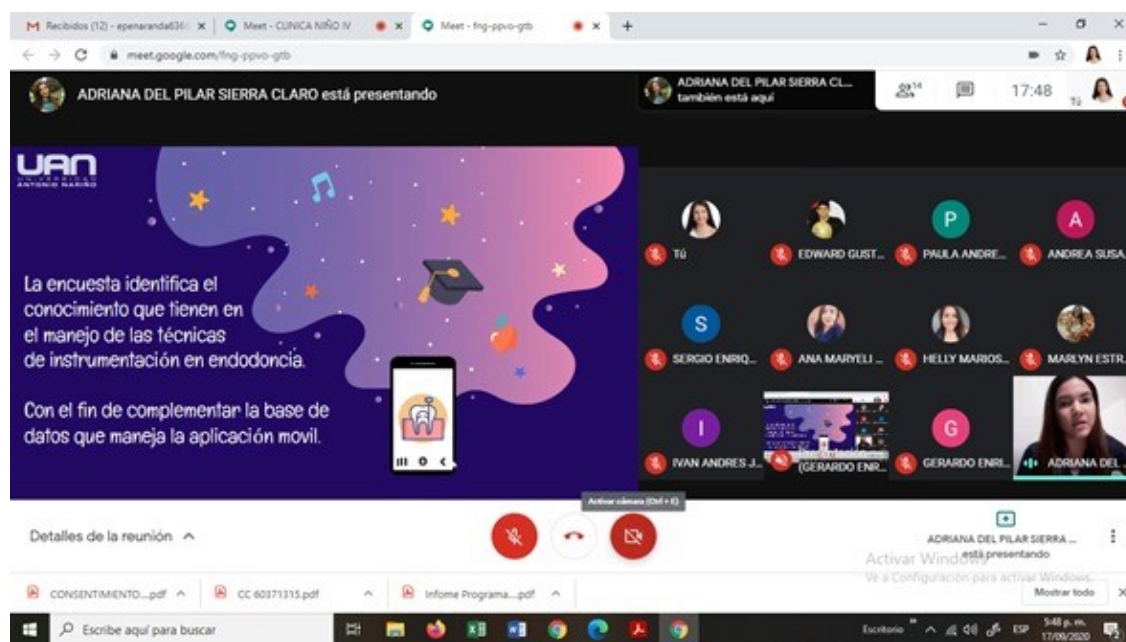 Recibidos (12) - epenaranda636
Meet - CLINICA NIÑO IV
Meet - fng-ppvo-gtb
meet.google.com/fng-ppvo-gtb
ADRIANA DEL PILAR SIERRA CLARO está presentando
ADRIANA DEL PILAR SIERRA CL...
también está aquí
14
17:48
Tú
UAN
UNIVERSIDAD
ANTONIO NARIÑO
La encuesta identifica el
conocimiento que tienen en
el manejo de las técnicas
de instrumentación en endodoncia.
Con el fin de complementar la base de
datos que maneja la aplicación movil.
Tú
EDWARD GUST...
P
PAULA ANDRE...
A
ANDREA SUSA
S
SERGIO ENRIQ...
ANA MARYELI ...
HELLY MARIOS...
MARLYN ESTR
I
IVAN ANDRES J...
(GERARDO ENR...
G
GERARDO ENRI...
ADRIANA DEL
Activar cámara (Ctrl + E)
Detalles de la reunión
ADRIANA DEL PILAR SIERRA ...
está presentando
Activar Windows
Ve a Configuración para activar Windows.
CONSENTIMIENTO....pdf
CC 60371315.pdf
Infome Programa....pdf
Mostrar todo
Escribe aquí para buscar
Escritorio
ESP
5:48 p. m.
17/09/2020